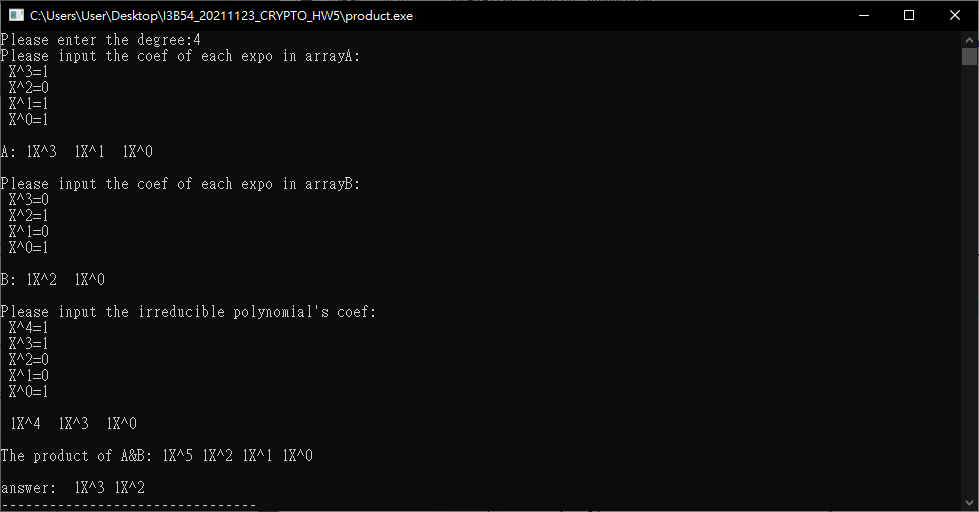 C:\Users\User\Desktop\I3B54_20211123_CRYPTO_HW5\product.exe
Please enter the degree:4
Please input the coef of each expo in arrayA:
X^3=1
X^2=0
X^1=1
X^0=1
A: 1X^3 1X^1 1X^0
Please input the coef of each expo in arrayB:
X^3=0
X^2=1
X^1=0
X^0=1
B: 1X^2 1X^0
Please input the irreducible polynomial's coef:
X^4=1
X^3=1
X^2=0
X^1=0
X^0=1
1X^4 1X^3 1X^0
The product of A&B: 1X^5 1X^2 1X^1 1X^0
answer: 1X^3 1X^2
--------------------------------